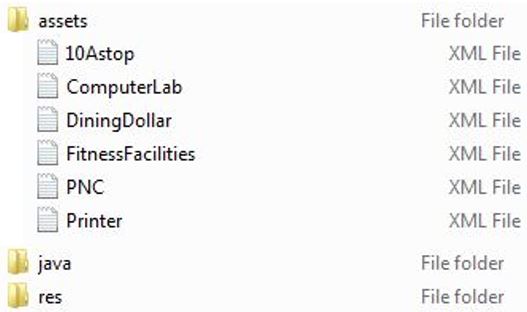 assets File folder
10Astop XML File
ComputerLab XML File
DiningDollar XML File
FitnessFacilities XML File
PNC XML File
Printer XML File
java File folder
res File folder